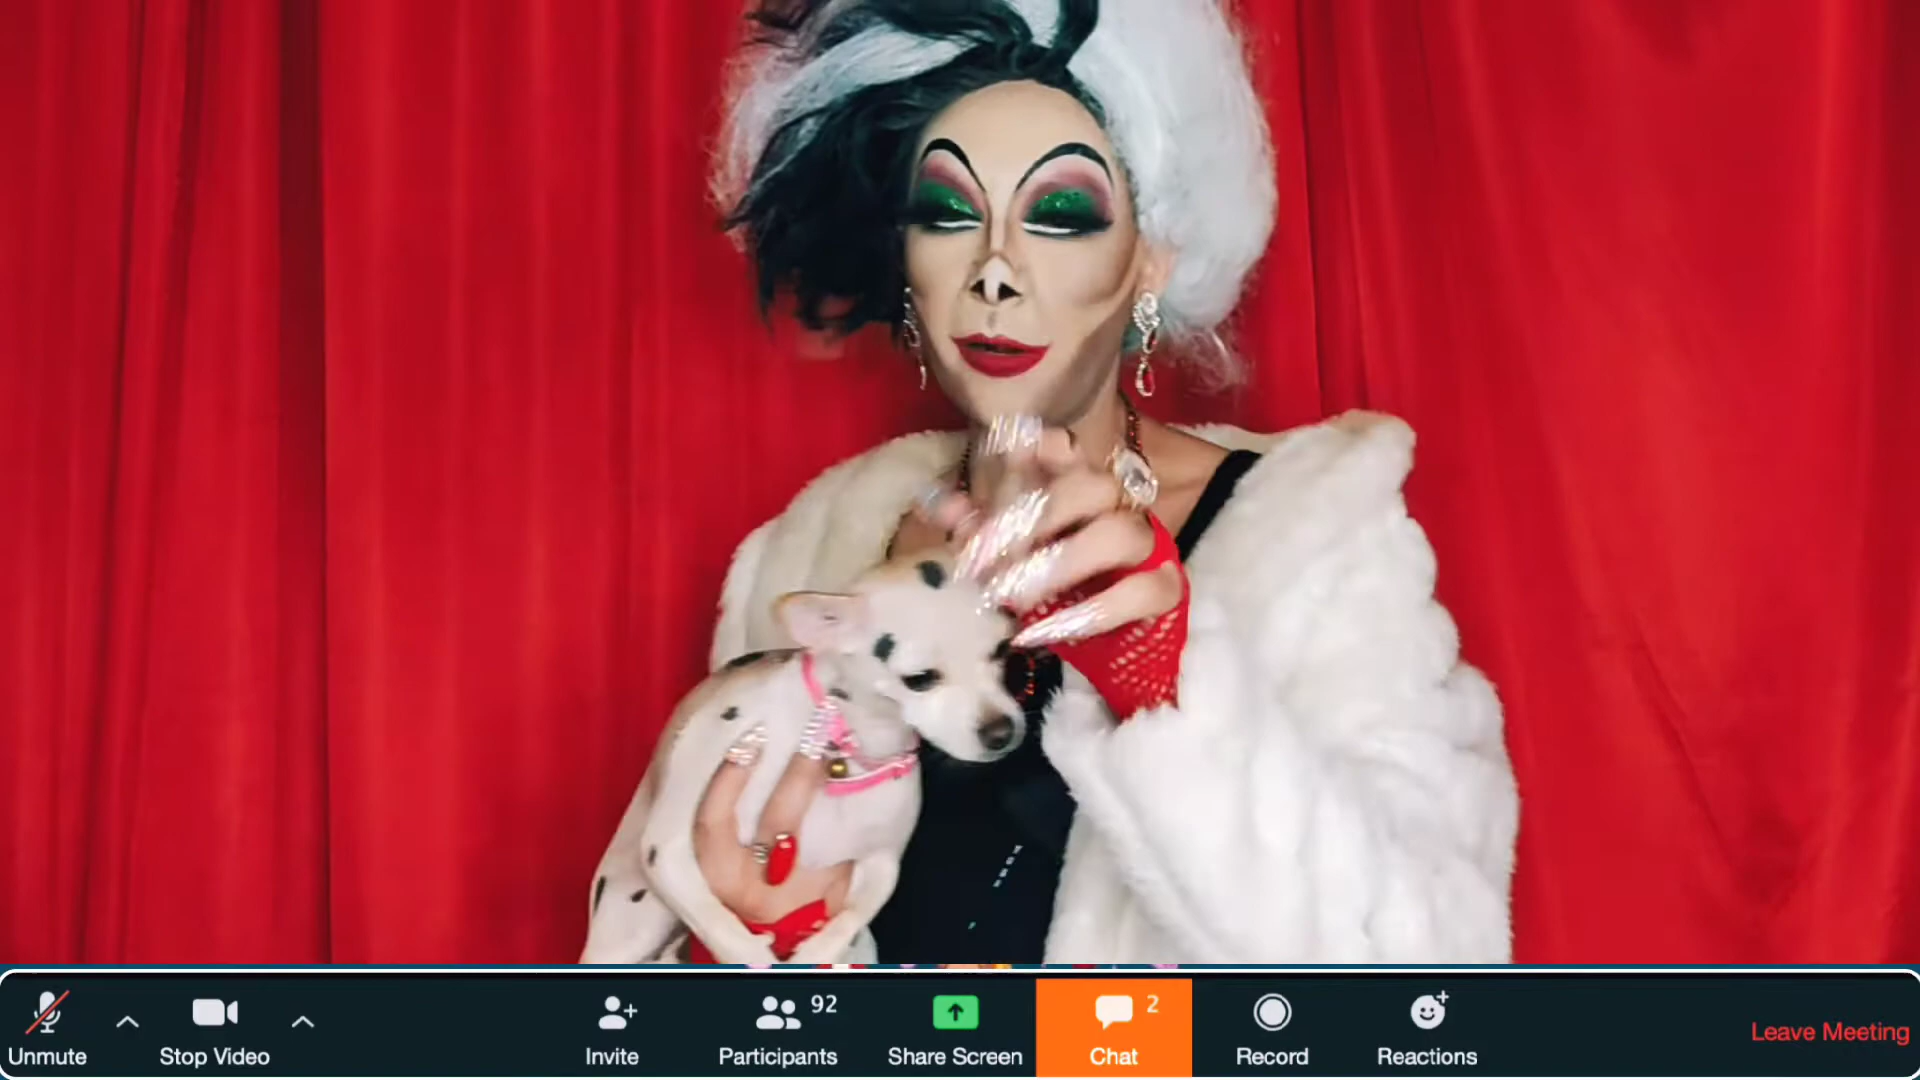 92
2
Unmute
Stop Video
Invite
Participants
Share Screen
Chat
Record
Reactions
Leave Meeting